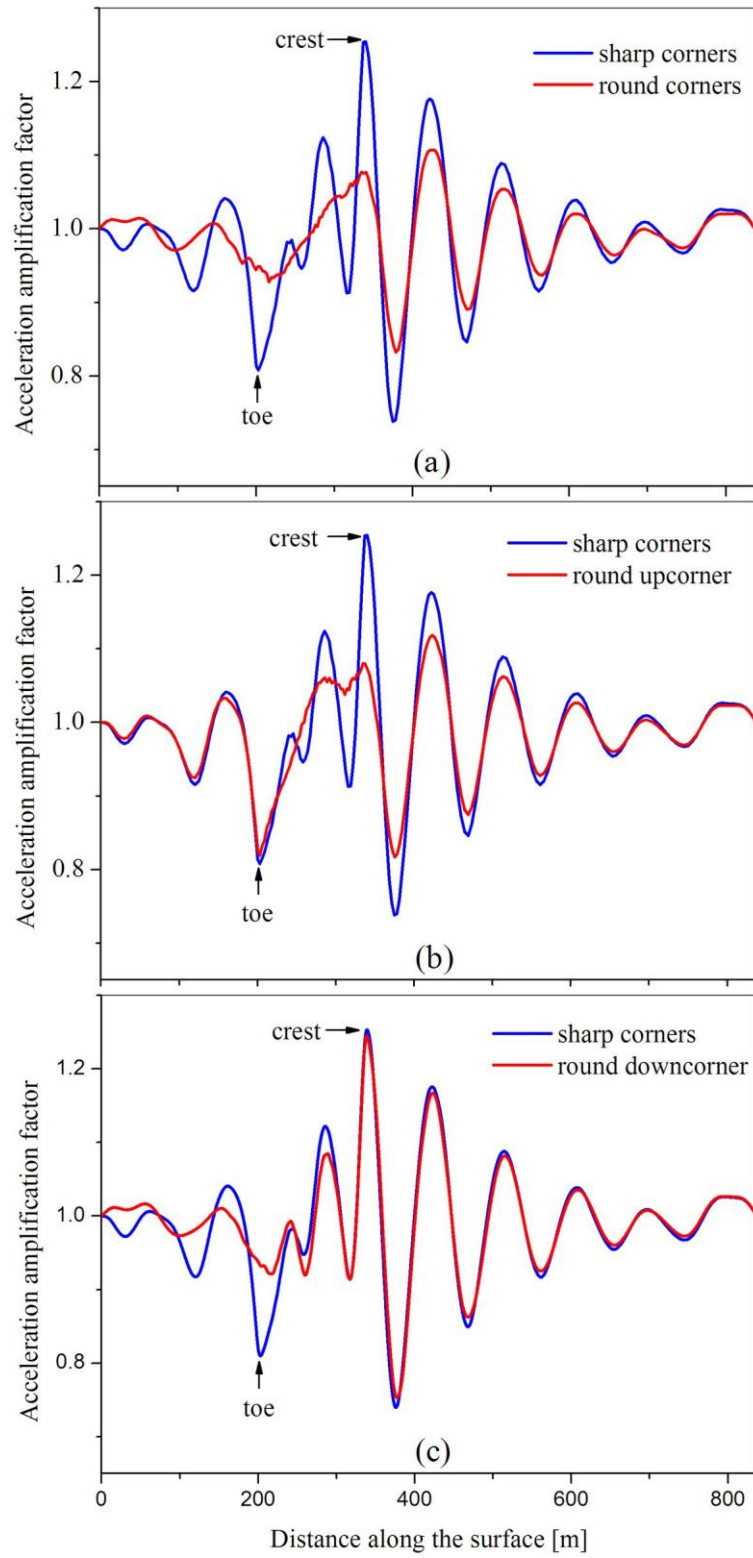 crest
sharp corners
round corners
1.2
1.0
0.8
Acceleration amplification factor
toe
(a)
crest
sharp corners
round upcorner
1.2
1.0
0.8
Acceleration amplification factor
toe
(b)
crest
sharp corners
round downcorner
1.2
1.0
0.8
Acceleration amplification factor
toe
(c)
0 200 400 600 800
Distance along the surface [m]